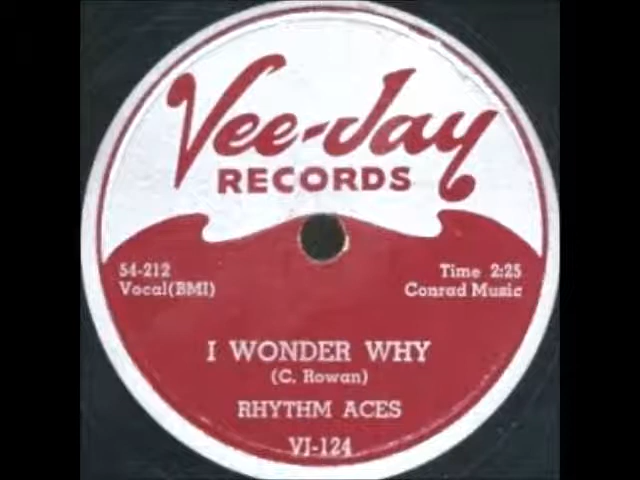 Vee-Jay
RECORDS
54-212
Vocal(BMI)
Time 2:25
Conrad Music
I WONDER WHY
(C. Rowan)
RHYTHM ACES
VJ-124